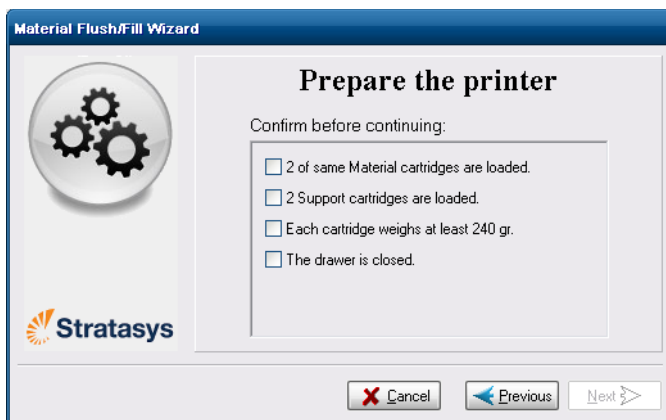 Material Flush/Fill Wizard
Prepare the printer
Confirm before continuing:
2 of same Material cartridges are loaded.
2 Support cartridges are loaded.
Each cartridge weighs at least 240 gr.
The drawer is closed.
Stratasys
Cancel Previous Next